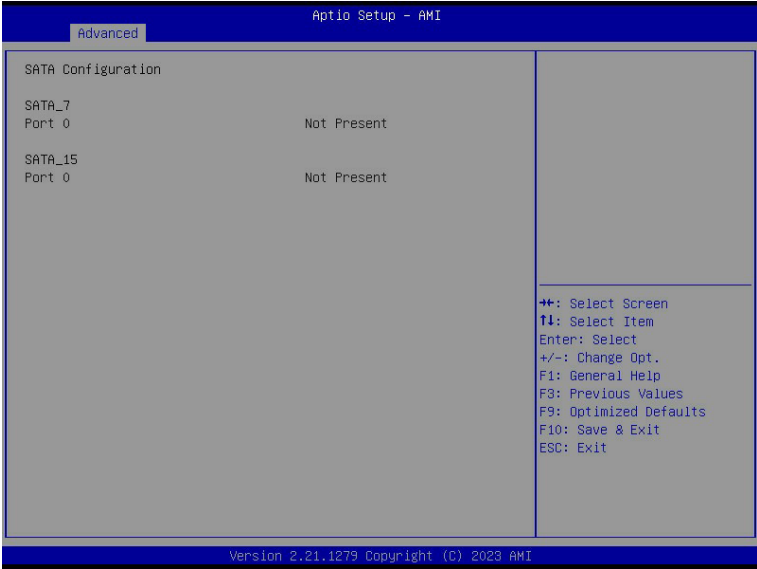 Aptio Setup – AMI
Advanced
SATA Configuration
SATA_7
Port 0 Not Present
SATA_15
Port 0 Not Present
→←: Select Screen
↑↓: Select Item
Enter: Select
+/-: Change Opt.
F1: General Help
F3: Previous Values
F9: Optimized Defaults
F10: Save & Exit
ESC: Exit
Version 2.21.1279 Copyright (C) 2023 AMI